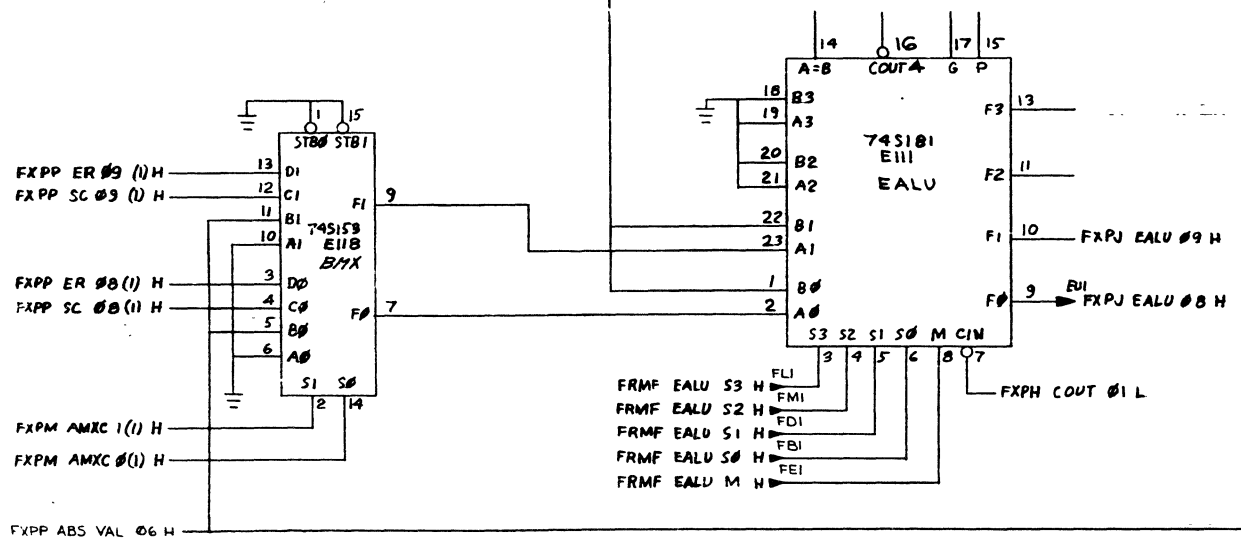 14 16 17 15
A=B COUT4 G P
18 B3
19 A3
F3 13
74S181
E111
EALU
20 B2
21 A2
F2 11
22 B1
23 A1
F1 10 FXPJ EALU Ø9 H
1 BØ
2 AØ
FØ 9 EU1 FXPJ EALU Ø8 H
S3 S2 S1 SØ M CIN
3 4 5 6 8 7
FRMF EALU S3 H FL1
FRMF EALU S2 H FM1
FRMF EALU S1 H FD1
FRMF EALU SØ H FB1
FRMF EALU M H FE1
FXPH COUT Ø1 L
1 15
STBØ STB1
FXPP ER Ø9 (1) H 13 D1
FXPP SC Ø9 (1) H 12 C1
11 B1
10 A1
F1 9
74S153
E118
BMX
FXPP ER Ø8 (1) H 3 DØ
FXPP SC Ø8 (1) H 4 CØ
5 BØ
6 AØ
FØ 7
S1 SØ
2 14
FXPM AMXC 1(1) H
FXPM AMXC Ø(1) H
FXPP ABS VAL Ø6 H